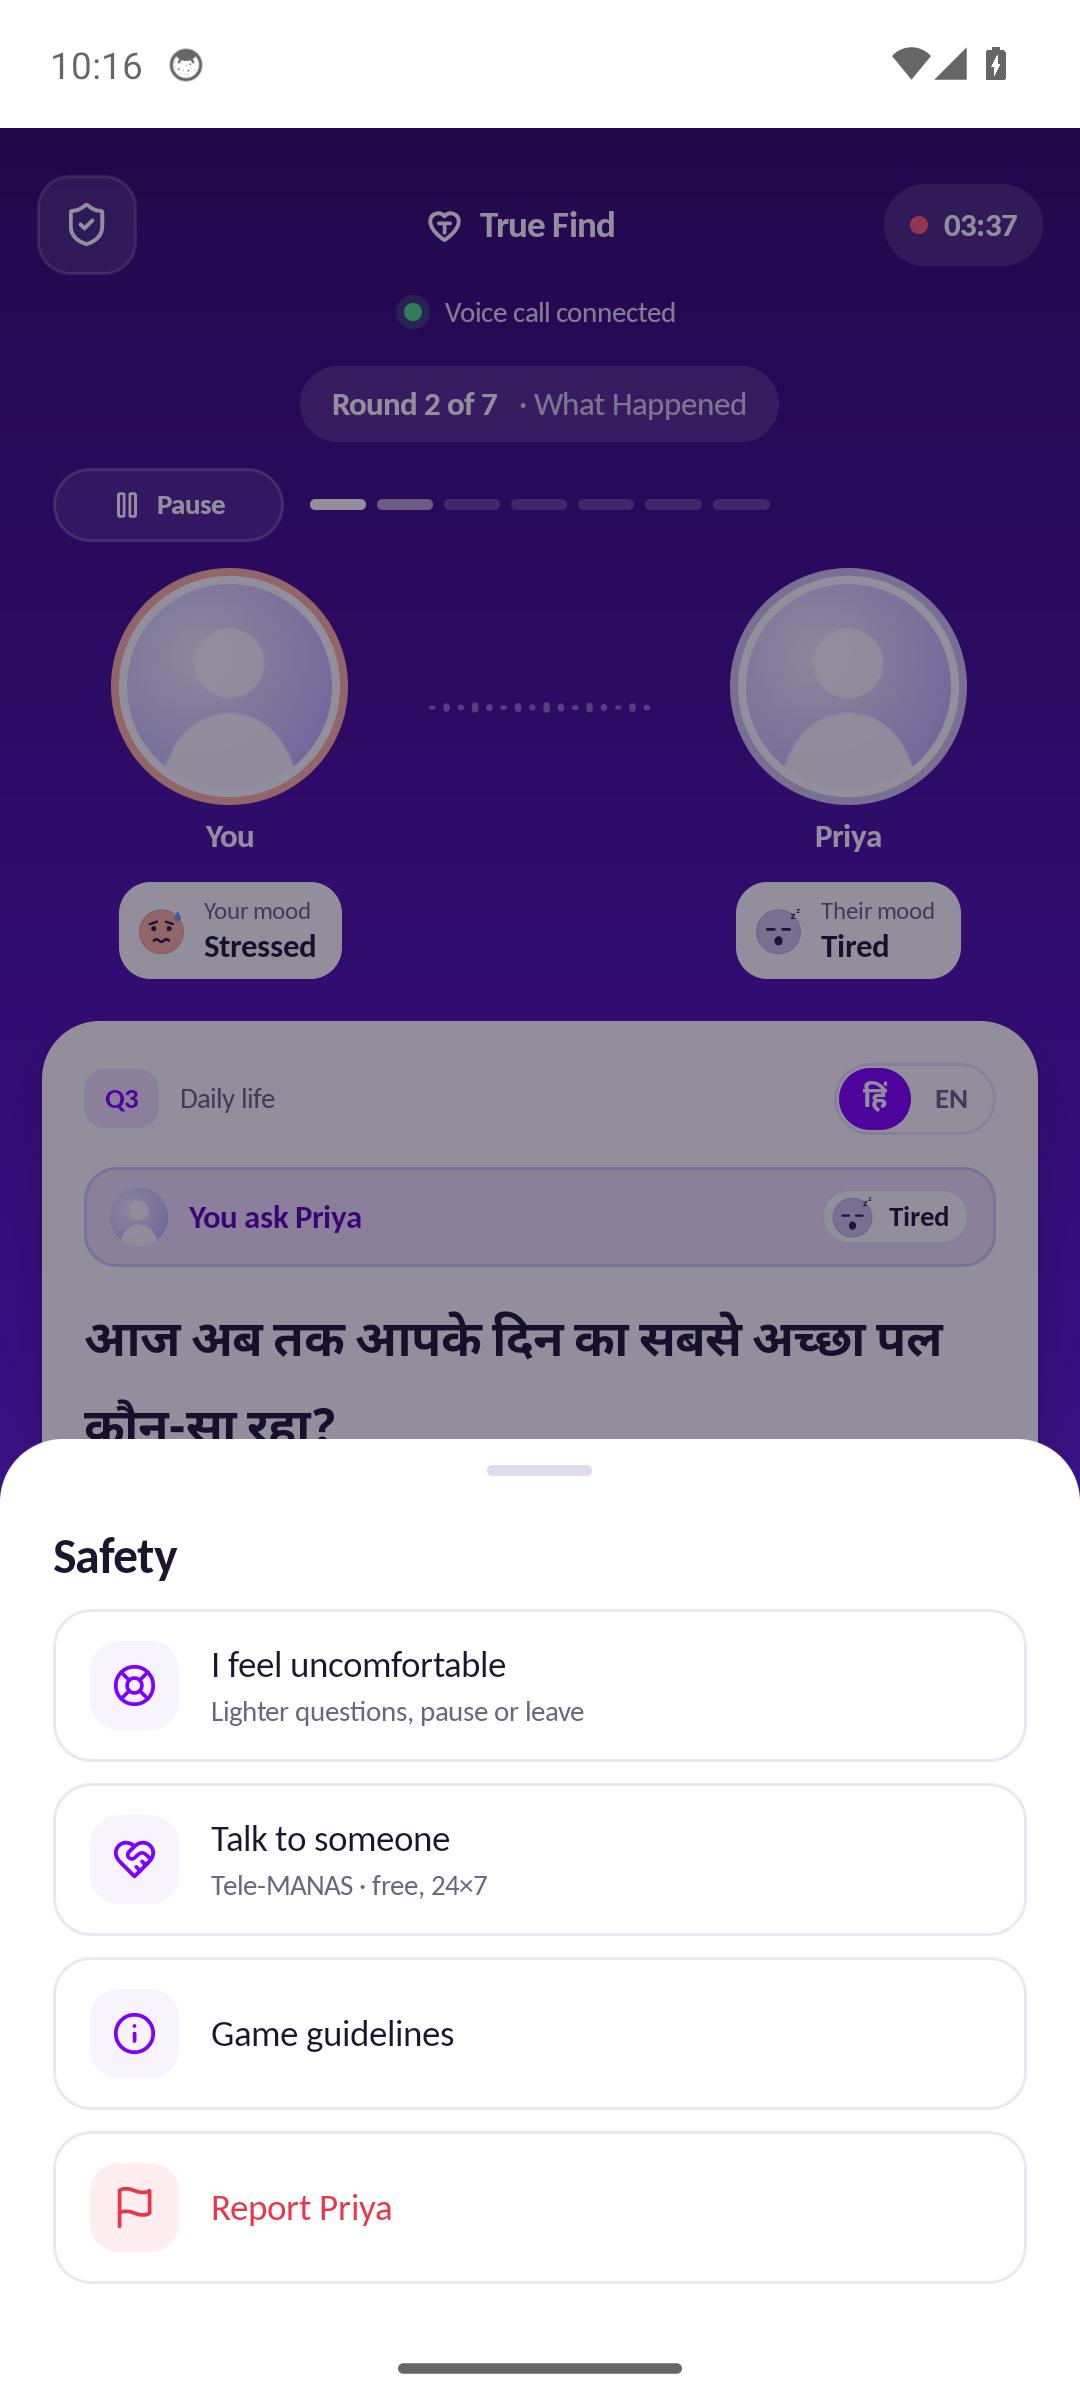 10:16
True Find
03:37
Voice call connected
Round 2 of 7 · What Happened
Pause
You
Priya
Your mood
Stressed
Their mood
Tired
Q3 Daily life
हिं EN
You ask Priya
Tired
आज अब तक आपके दिन का सबसे अच्छा पल
कौन-सा रहा?
Safety
I feel uncomfortable
Lighter questions, pause or leave
Talk to someone
Tele-MANAS · free, 24×7
Game guidelines
Report Priya